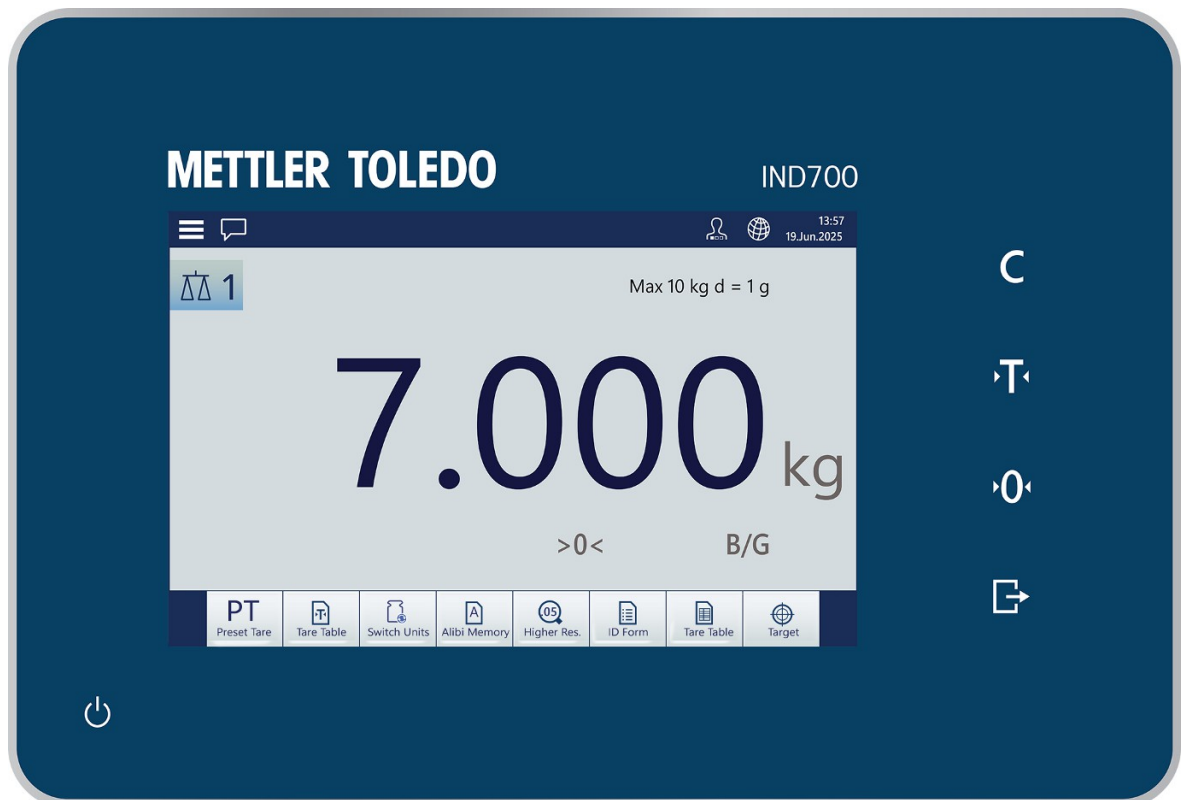 METTLER TOLEDO
IND700
13:57
19.Jun.2025
1
Max 10 kg d = 1 g
7.000 kg
>0<
B/G
PT
Preset Tare
T
Tare Table
Switch Units
A
Alibi Memory
.05
Higher Res.
ID Form
Tare Table
Target
C
T
0